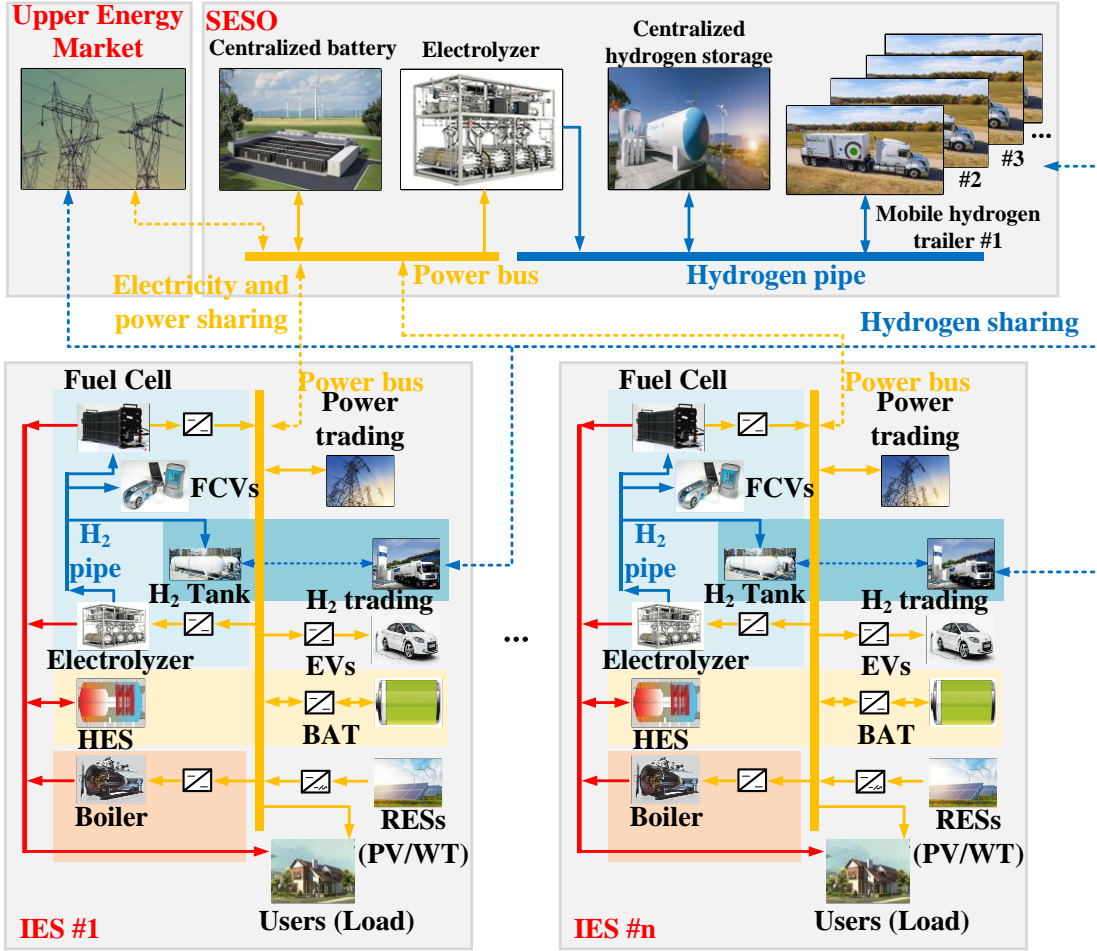 Upper Energy
Market
SESO
Centralized battery
Electrolyzer
Centralized
hydrogen storage
H2
...
#3
#2
Mobile hydrogen
trailer #1
Power bus
Hydrogen pipe
Electricity and
power sharing
Hydrogen sharing
Fuel Cell
Power bus
Power
trading
FCVs
H2
pipe
H2 Tank
H2 trading
Electrolyzer
EVs
HES
BAT
Boiler
RESs
(PV/WT)
Users (Load)
IES #1
...
Fuel Cell
Power bus
Power
trading
FCVs
H2
pipe
H2 Tank
H2 trading
Electrolyzer
EVs
HES
BAT
Boiler
RESs
(PV/WT)
Users (Load)
IES #n